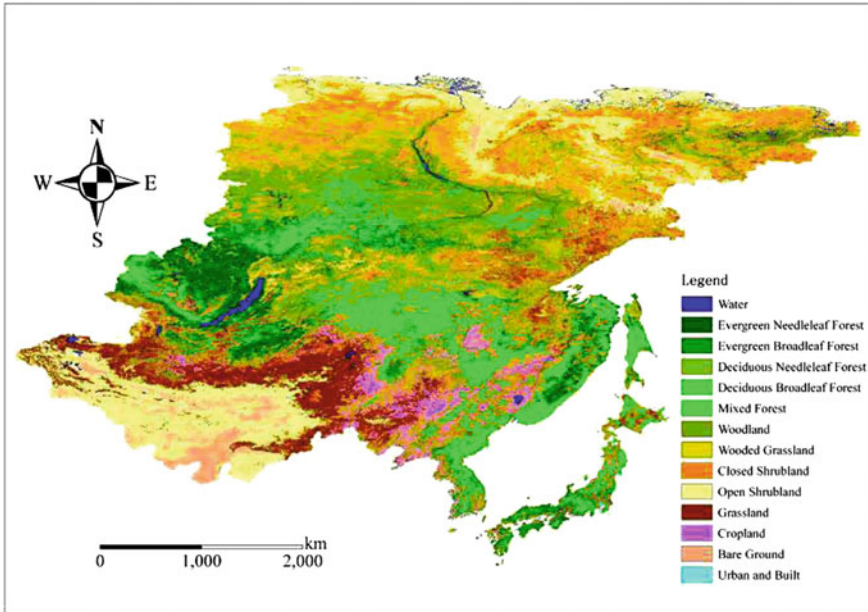 N
W E
S
Legend
Water
Evergreen Needleleaf Forest
Evergreen Broadleaf Forest
Deciduous Needleleaf Forest
Deciduous Broadleaf Forest
Mixed Forest
Woodland
Wooded Grassland
Closed Shrubland
Open Shrubland
Grassland
Cropland
Bare Ground
Urban and Built
km
0 1,000 2,000